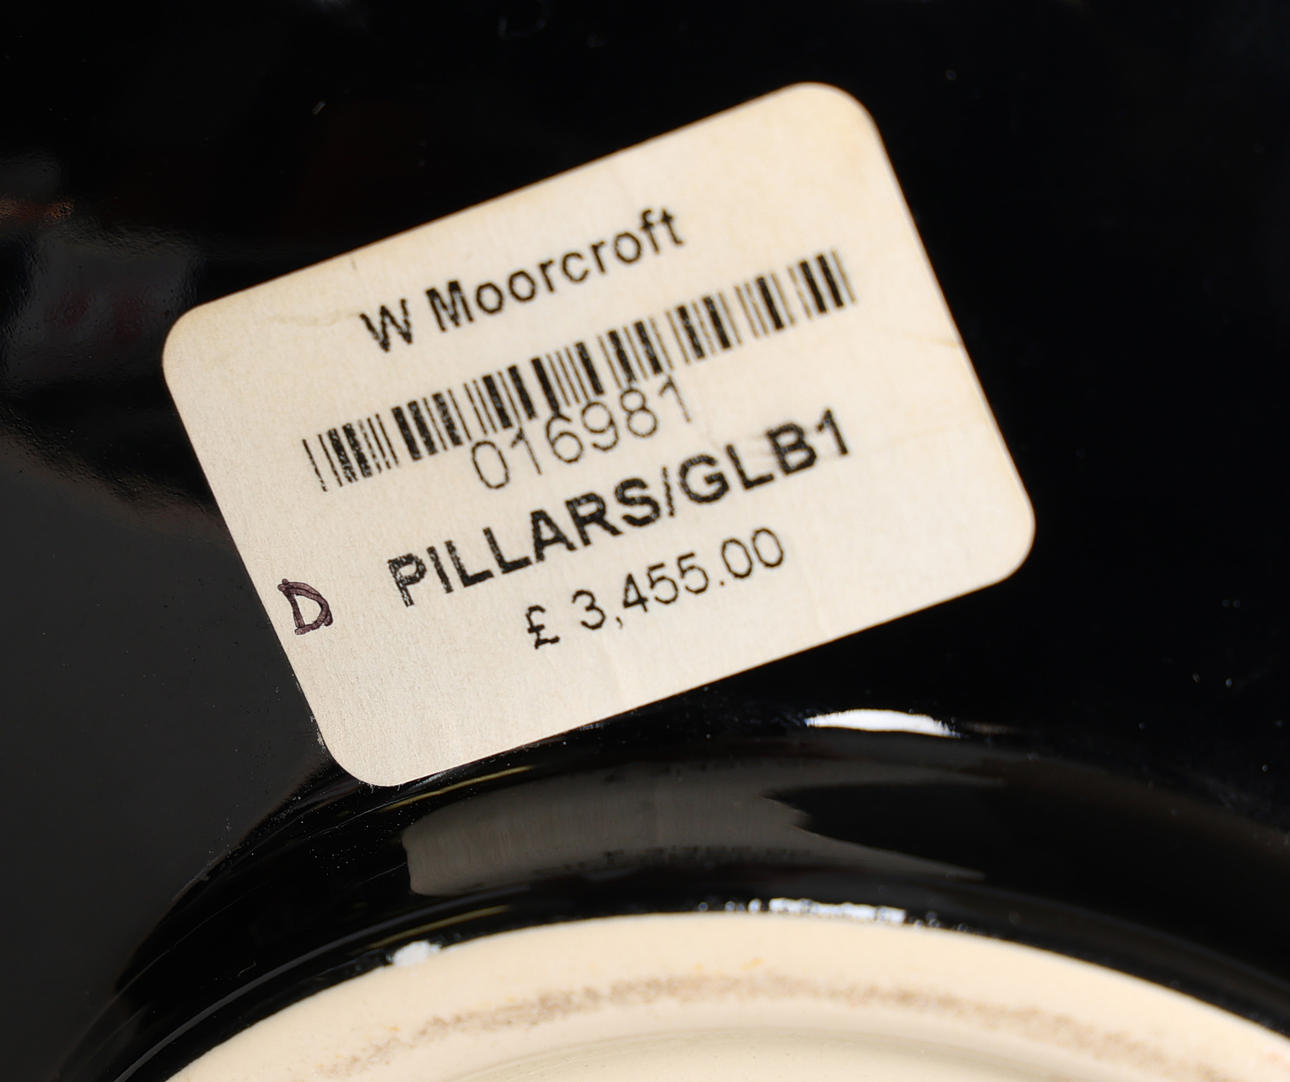 W Moorcroft
016981
PILLARS/GLB1
£ 3,455.00
D